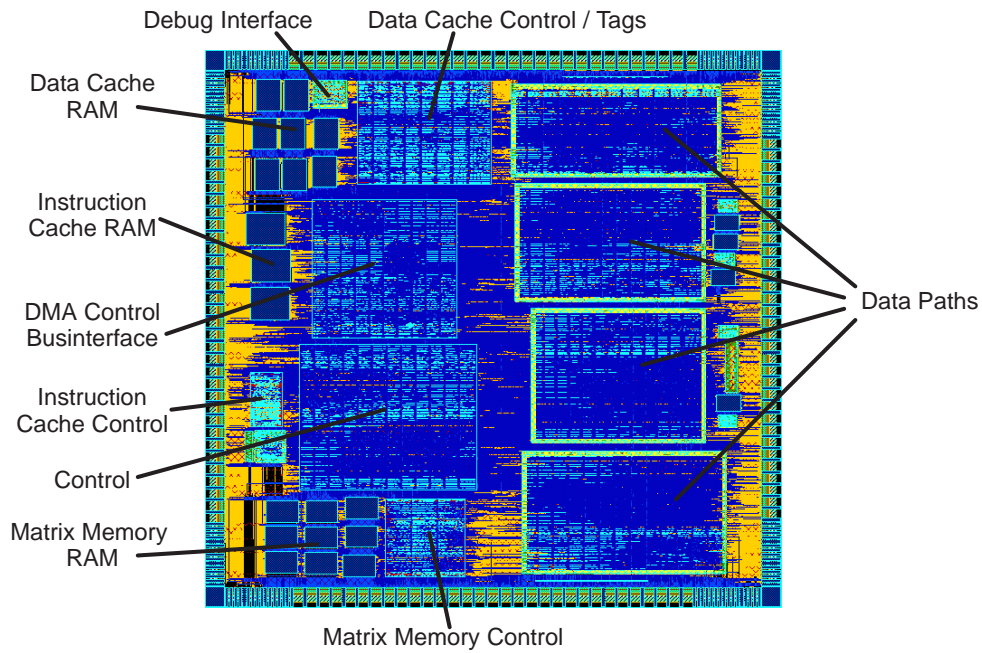 Debug Interface
Data Cache Control / Tags
Data Cache
RAM
Instruction
Cache RAM
DMA Control
Businterface
Data Paths
Instruction
Cache Control
Control
Matrix Memory
RAM
Matrix Memory Control